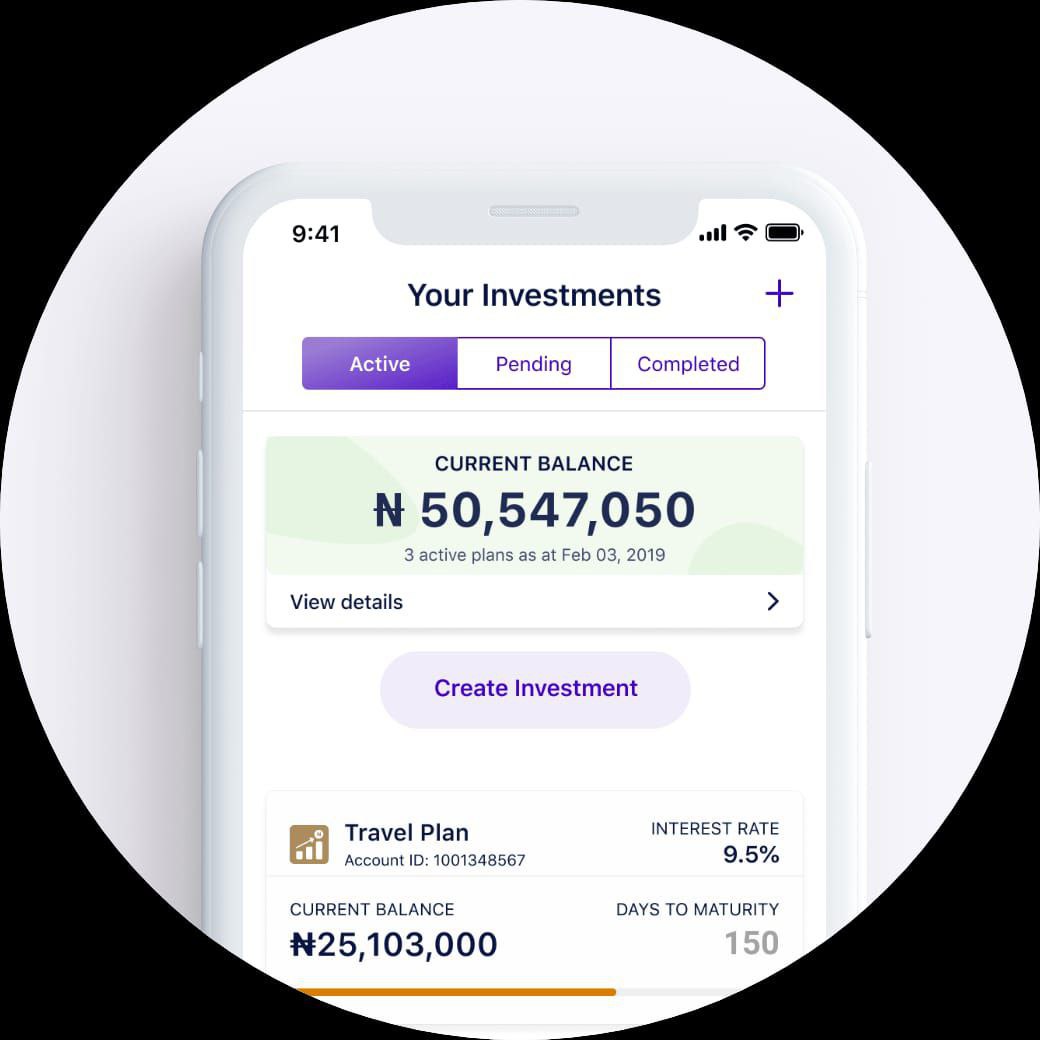 9:41
Your Investments
Active Pending Completed
CURRENT BALANCE
₦ 50,547,050
3 active plans as at Feb 03, 2019
View details
Create Investment
Travel Plan
Account ID: 1001348567
INTEREST RATE
9.5%
CURRENT BALANCE
₦25,103,000
DAYS TO MATURITY
150